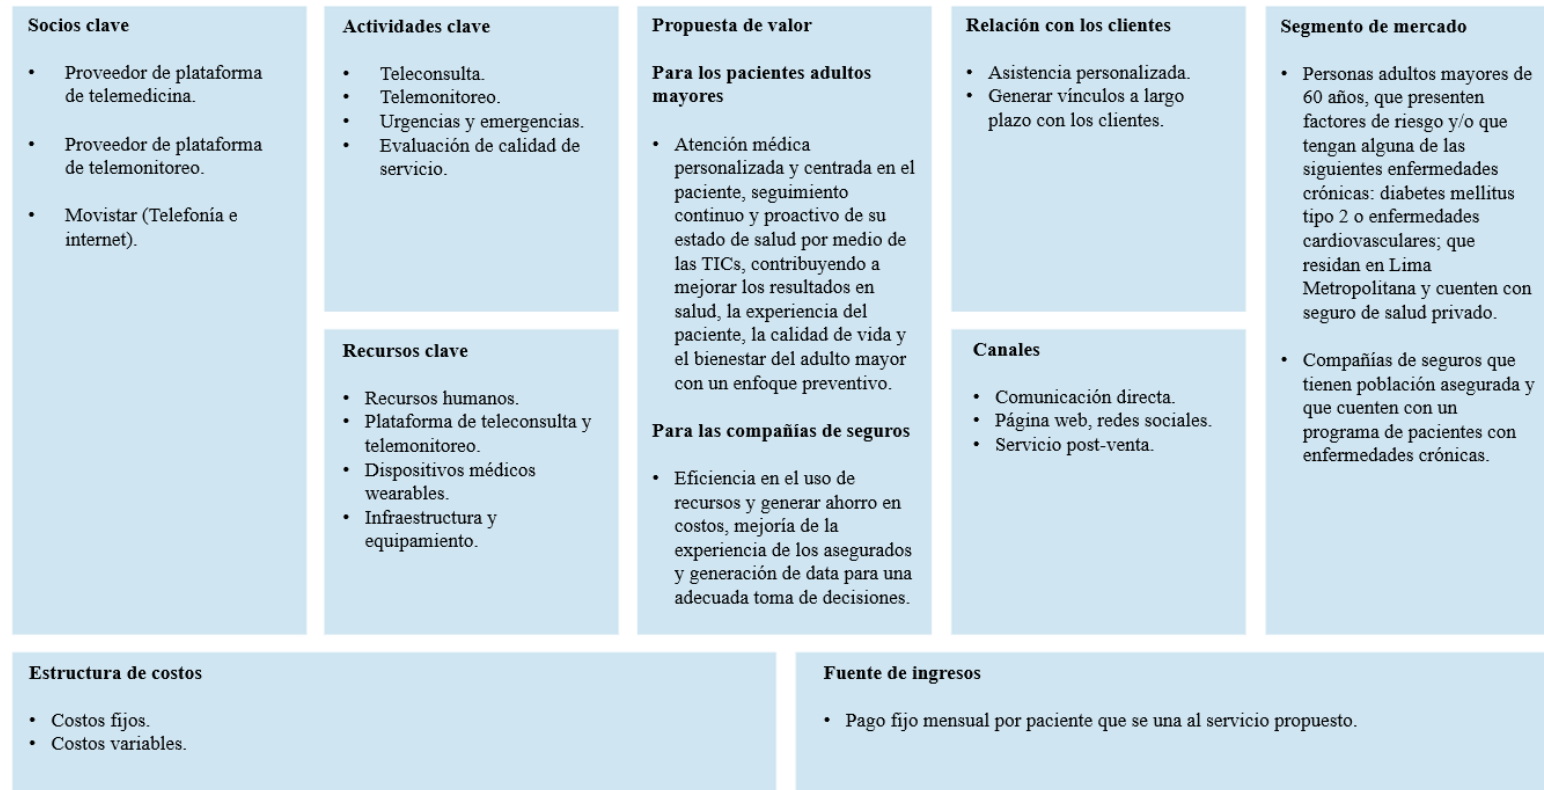 Socios clave
• Proveedor de plataforma
de telemedicina.
• Proveedor de plataforma
de telemonitoreo.
• Movistar (Telefonía e
internet).
Actividades clave
• Teleconsulta.
• Telemonitoreo.
• Urgencias y emergencias.
• Evaluación de calidad de
servicio.
Recursos clave
• Recursos humanos.
• Plataforma de teleconsulta y
telemonitoreo.
• Dispositivos médicos
wearables.
• Infraestructura y
equipamiento.
Propuesta de valor
Para los pacientes adultos
mayores
• Atención médica
personalizada y centrada en el
paciente, seguimiento
continuo y proactivo de su
estado de salud por medio de
las TICs, contribuyendo a
mejorar los resultados en
salud, la experiencia del
paciente, la calidad de vida y
el bienestar del adulto mayor
con un enfoque preventivo.
Para las compañías de seguros
• Eficiencia en el uso de
recursos y generar ahorro en
costos, mejoría de la
experiencia de los asegurados
y generación de data para una
adecuada toma de decisiones.
Relación con los clientes
• Asistencia personalizada.
• Generar vínculos a largo
plazo con los clientes.
Canales
• Comunicación directa.
• Página web, redes sociales.
• Servicio post-venta.
Segmento de mercado
• Personas adultos mayores de
60 años, que presenten
factores de riesgo y/o que
tengan alguna de las
siguientes enfermedades
crónicas: diabetes mellitus
tipo 2 o enfermedades
cardiovasculares; que
residan en Lima
Metropolitana y cuenten con
seguro de salud privado.
• Compañías de seguros que
tienen población asegurada y
que cuenten con un
programa de pacientes con
enfermedades crónicas.
Estructura de costos
• Costos fijos.
• Costos variables.
Fuente de ingresos
• Pago fijo mensual por paciente que se una al servicio propuesto.